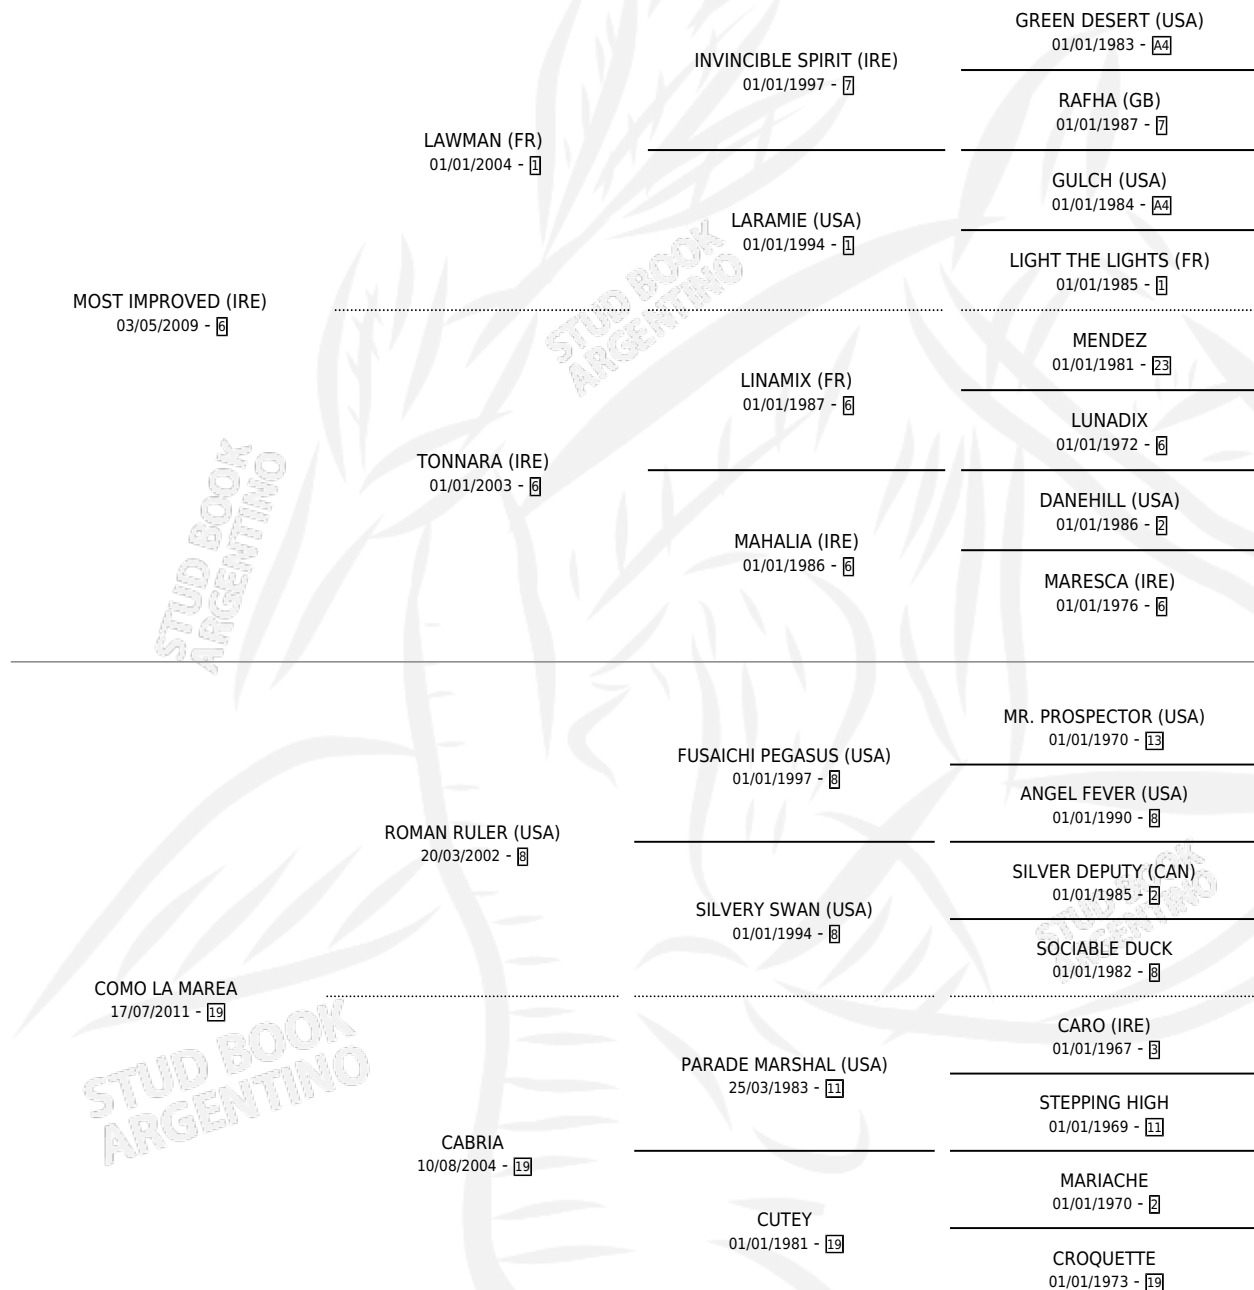 GREEN DESERT (USA)
01/01/1983 - A4
INVINCIBLE SPIRIT (IRE)
01/01/1997 - 7
RAFHA (GB)
01/01/1987 - 7
LAWMAN (FR)
01/01/2004 - 1
GULCH (USA)
01/01/1984 - A4
LARAMIE (USA)
01/01/1994 - 1
LIGHT THE LIGHTS (FR)
01/01/1985 - 1
MOST IMPROVED (IRE)
03/05/2009 - 6
MENDEZ
01/01/1981 - 23
LINAMIX (FR)
01/01/1987 - 6
LUNADIX
01/01/1972 - 6
TONNARA (IRE)
01/01/2003 - 6
DANEHILL (USA)
01/01/1986 - 2
MAHALIA (IRE)
01/01/1986 - 6
MARESCA (IRE)
01/01/1976 - 6
MR. PROSPECTOR (USA)
01/01/1970 - 13
FUSAICHI PEGASUS (USA)
01/01/1997 - 8
ANGEL FEVER (USA)
01/01/1990 - 8
ROMAN RULER (USA)
20/03/2002 - 8
SILVER DEPUTY (CAN)
01/01/1985 - 2
SILVERY SWAN (USA)
01/01/1994 - 8
SOCIABLE DUCK
01/01/1982 - 8
COMO LA MAREA
17/07/2011 - 19
CARO (IRE)
01/01/1967 - 3
PARADE MARSHAL (USA)
25/03/1983 - 11
STEPPING HIGH
01/01/1969 - 11
CABRIA
10/08/2004 - 19
MARIACHE
01/01/1970 - 2
CUTEY
01/01/1981 - 19
CROQUETTE
01/01/1973 - 19
STUD BOOK
ARGENTINO
STUD BOOK
ARGENTINO
STUD BOOK
ARGENTINO
STUD BOOK
ARGENTINO